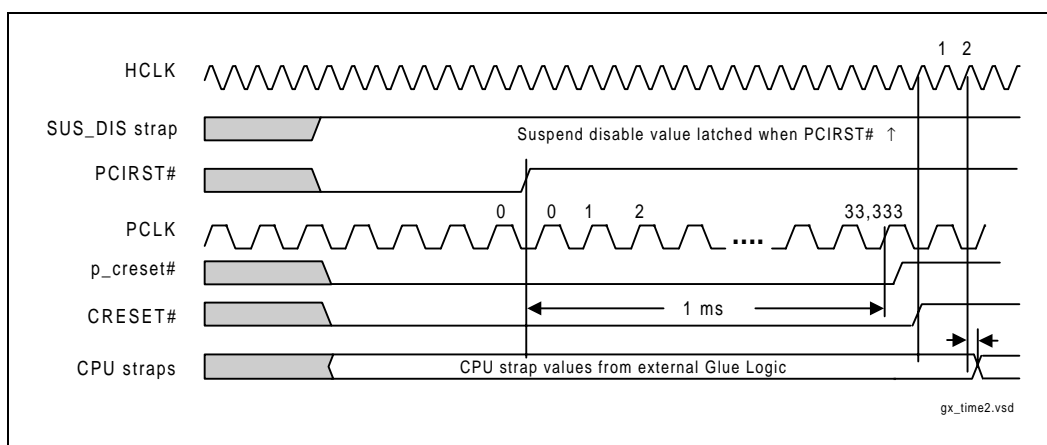 1 2
HCLK
SUS_DIS strap
Suspend disable value latched when PCIRST# ↑
PCIRST#
0 0 1 2 33,333
PCLK
....
p_creset#
1 ms
CRESET#
CPU straps
CPU strap values from external Glue Logic
gx_time2.vsd